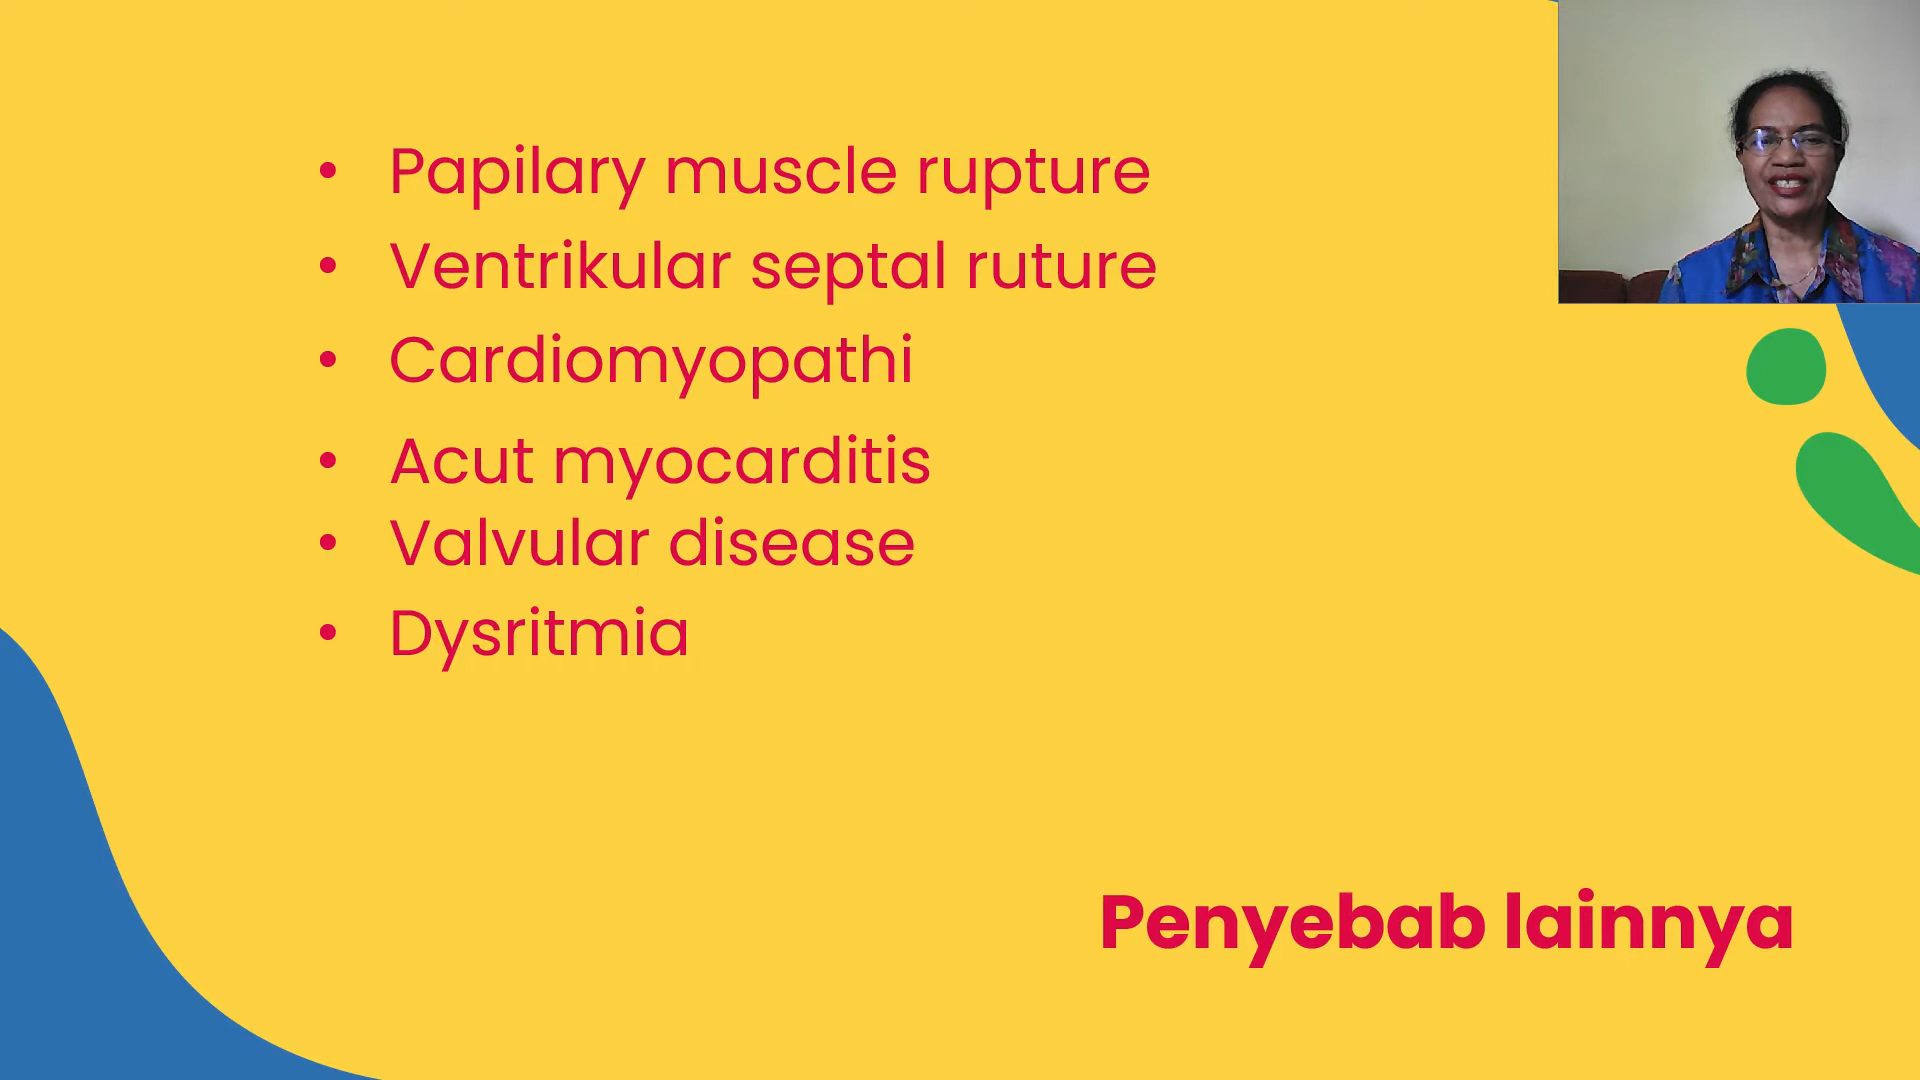 • Papilary muscle rupture
• Ventrikular septal ruture
• Cardiomyopathi
• Acut myocarditis
• Valvular disease
• Dysritmia
Penyebab lainnya